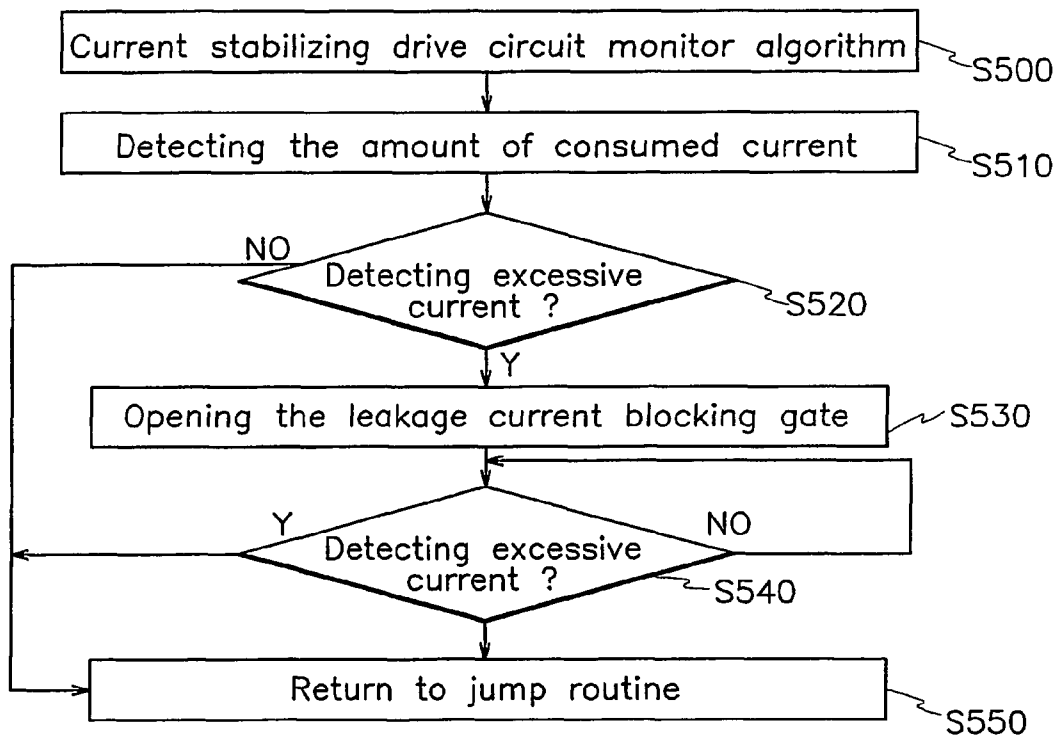 Current stabilizing drive circuit monitor algorithm
S500
Detecting the amount of consumed current
S510
NO
Detecting excessive
current ?
S520
Y
Opening the leakage current blocking gate
S530
Y
NO
Detecting excessive
current ?
S540
Return to jump routine
S550